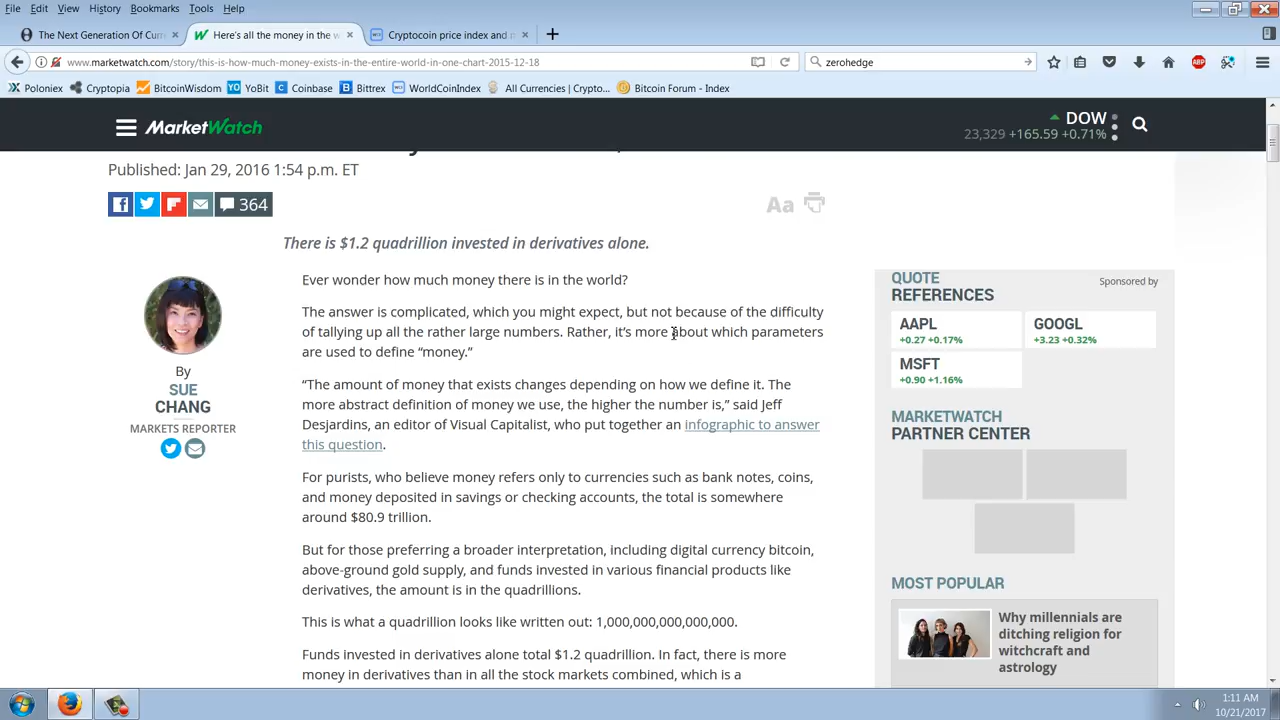 File Edit View History Bookmarks Tools Help
The Next Generation Of Curr × Here's all the money in the w × Cryptocoin price index and m × +
www.marketwatch.com/story/this-is-how-much-money-exists-in-the-entire-world-in-one-chart-2015-12-18
zerohedge
Poloniex Cryptopia BitcoinWisdom YoBit Coinbase Bittrex WorldCoinIndex All Currencies (Crypto... Bitcoin Forum - Index
MarketWatch
DOW
23,329 +165.59 +0.71%
Published: Jan 29, 2016 1:54 p.m. ET
364
Aa
There is $1.2 quadrillion invested in derivatives alone.
By
SUE
CHANG
MARKETS REPORTER
Ever wonder how much money there is in the world?
The answer is complicated, which you might expect, but not because of the difficulty
of tallying up all the rather large numbers. Rather, it's more about which parameters
are used to define “money.”
“The amount of money that exists changes depending on how we define it. The
more abstract definition of money we use, the higher the number is,” said Jeff
Desjardins, an editor of Visual Capitalist, who put together an infographic to answer
this question.
For purists, who believe money refers only to currencies such as bank notes, coins,
and money deposited in savings or checking accounts, the total is somewhere
around $80.9 trillion.
But for those preferring a broader interpretation, including digital currency bitcoin,
above-ground gold supply, and funds invested in various financial products like
derivatives, the amount is in the quadrillions.
This is what a quadrillion looks like written out: 1,000,000,000,000,000.
Funds invested in derivatives alone total $1.2 quadrillion. In fact, there is more
money in derivatives than in all the stock markets combined, which is a
QUOTE
REFERENCES
Sponsored by
AAPL
+0.27 +0.17%
GOOGL
+3.23 +0.32%
MSFT
+0.90 +1.16%
MARKETWATCH
PARTNER CENTER
MOST POPULAR
Why millennials are
ditching religion for
witchcraft and
astrology
1:11 AM
10/21/2017